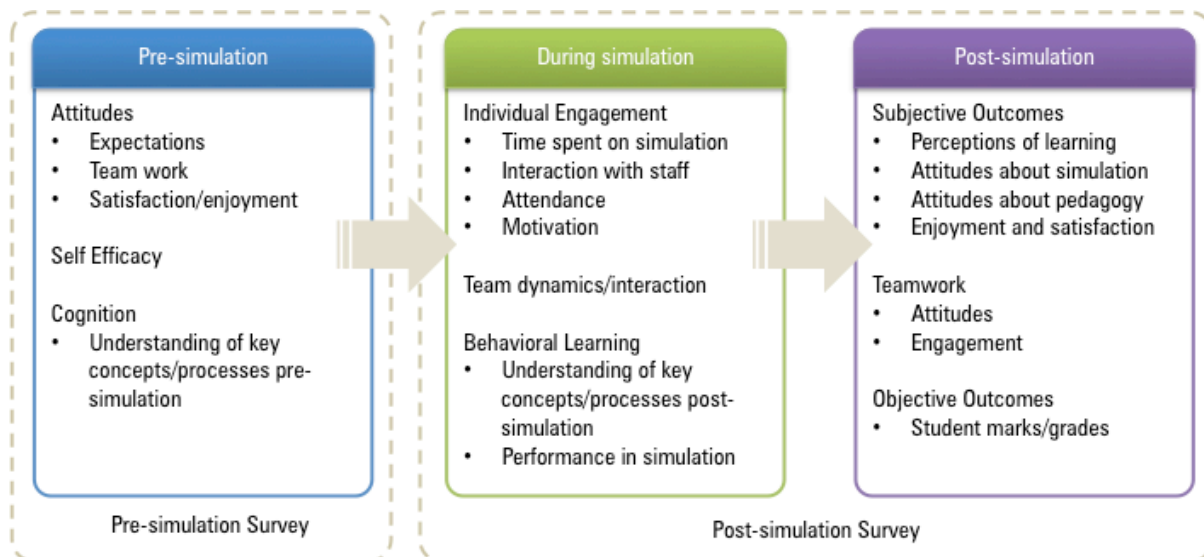 Pre-simulation
Attitudes
• Expectations
• Team work
• Satisfaction/enjoyment
Self Efficacy
Cognition
• Understanding of key
concepts/processes pre-
simulation
Pre-simulation Survey
During simulation
Individual Engagement
• Time spent on simulation
• Interaction with staff
• Attendance
• Motivation
Team dynamics/interaction
Behavioral Learning
• Understanding of key
concepts/processes post-
simulation
• Performance in simulation
Post-simulation
Subjective Outcomes
• Perceptions of learning
• Attitudes about simulation
• Attitudes about pedagogy
• Enjoyment and satisfaction
Teamwork
• Attitudes
• Engagement
Objective Outcomes
• Student marks/grades
Post-simulation Survey